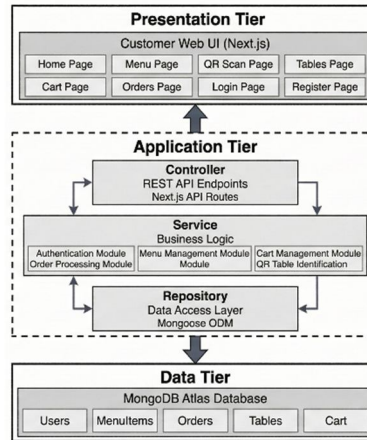 Presentation Tier
Customer Web UI (Next.js)
Home Page
Menu Page
QR Scan Page
Tables Page
Cart Page
Orders Page
Login Page
Register Page
Application Tier
Controller
REST API Endpoints
Next.js API Routes
Service
Business Logic
Authentication Module
Order Processing Module
Menu Management Module
Module
Cart Management Module
QR Table Identification
Repository
Data Access Layer
Mongoose ODM
Data Tier
MongoDB Atlas Database
Users
MenuItems
Orders
Tables
Cart